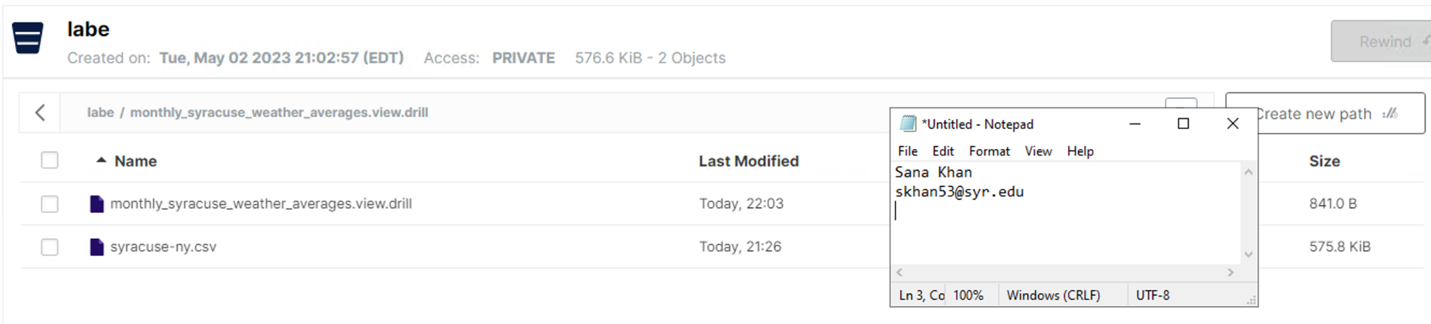 labe
Created on: Tue, May 02 2023 21:02:57 (EDT) Access: PRIVATE 576.6 KiB - 2 Objects
Rewind
labe / monthly_syracuse_weather_averages.view.drill
Create new path
Name Last Modified Size
monthly_syracuse_weather_averages.view.drill Today, 22:03 841.0 B
syracuse-ny.csv Today, 21:26 575.8 KiB
*Untitled - Notepad
File Edit Format View Help
Sana Khan
skhan53@syr.edu
Ln 3, Co 100% Windows (CRLF) UTF-8